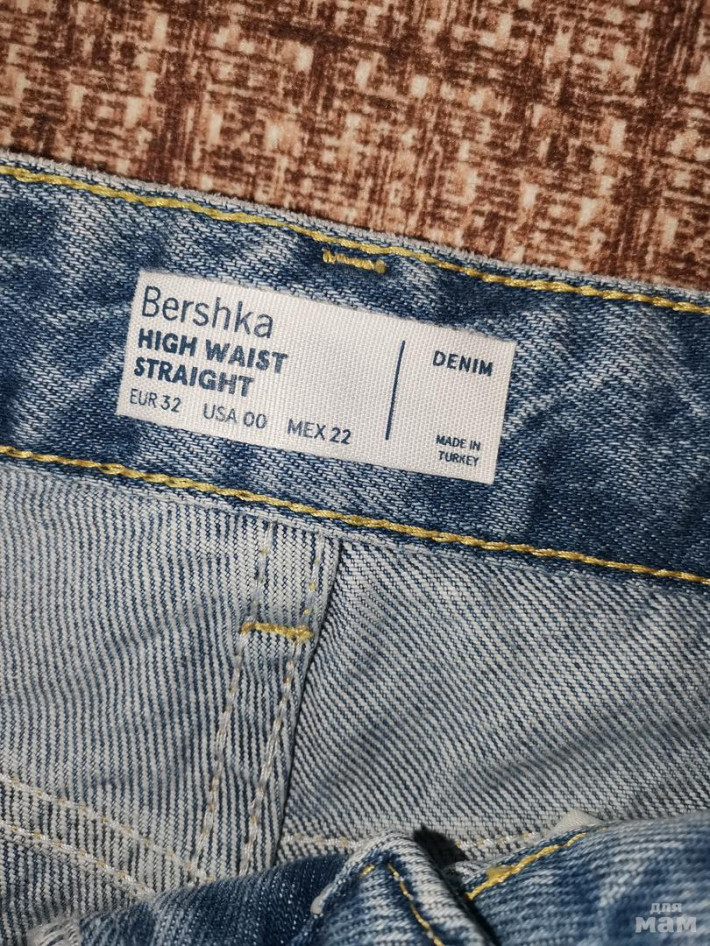 Bershka
HIGH WAIST
STRAIGHT
EUR 32 USA 00 MEX 22
DENIM
MADE IN
TURKEY
для
мам